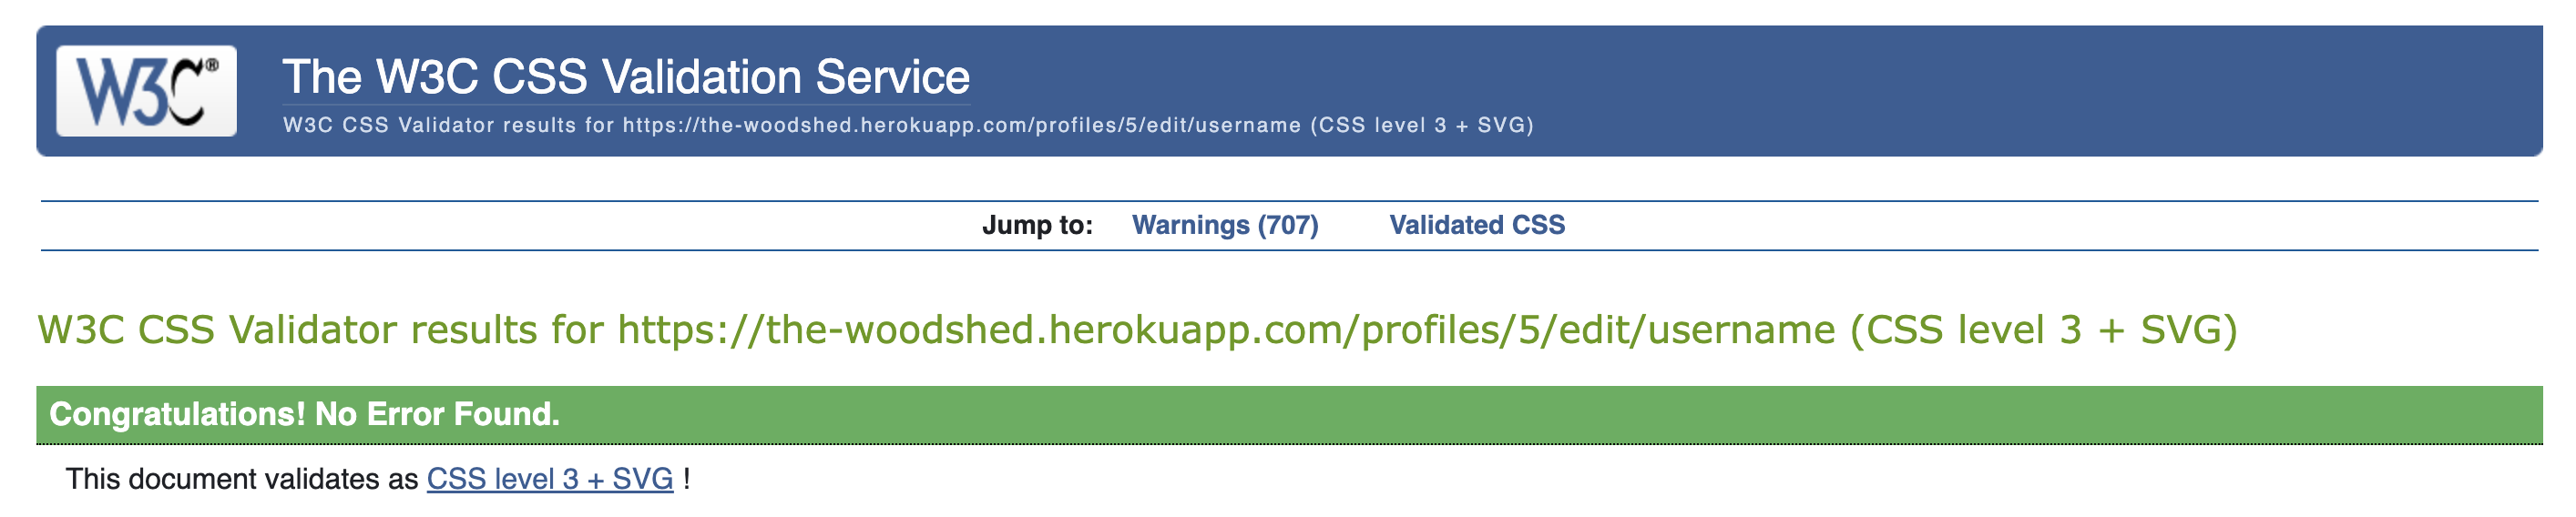 W3C®
The W3C CSS Validation Service
W3C CSS Validator results for https://the-woodshed.herokuapp.com/profiles/5/edit/username (CSS level 3 + SVG)
Jump to: Warnings (707) Validated CSS
W3C CSS Validator results for https://the-woodshed.herokuapp.com/profiles/5/edit/username (CSS level 3 + SVG)
Congratulations! No Error Found.
This document validates as CSS level 3 + SVG !